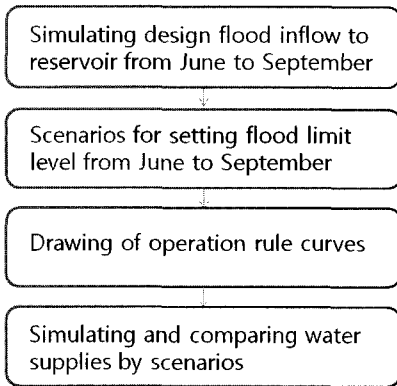 Simulating design flood inflow to
reservoir from June to September
Scenarios for setting flood limit
level from June to September
Drawing of operation rule curves
Simulating and comparing water
supplies by scenarios